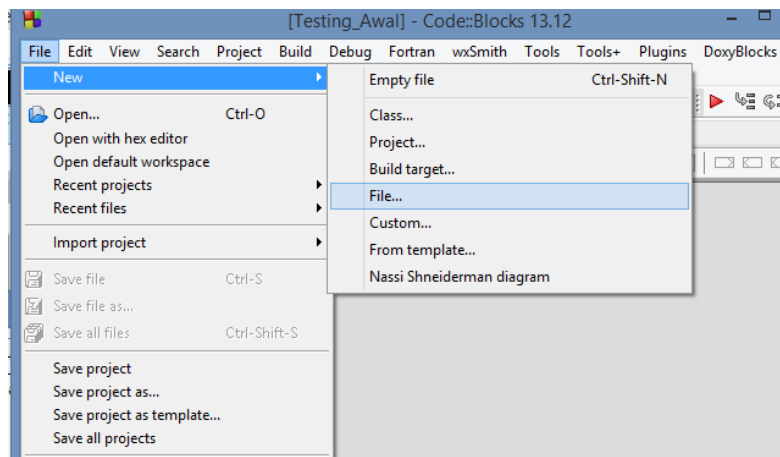 [Testing_Awal] - Code::Blocks 13.12
File Edit View Search Project Build Debug Fortran wxSmith Tools Tools+ Plugins DoxyBlocks
New
Open... Ctrl-O
Open with hex editor
Open default workspace
Recent projects
Recent files
Import project
Save file Ctrl-S
Save file as...
Save all files Ctrl-Shift-S
Save project
Save project as...
Save project as template...
Save all projects
Empty file Ctrl-Shift-N
Class...
Project...
Build target...
File...
Custom...
From template...
Nassi Shneiderman diagram